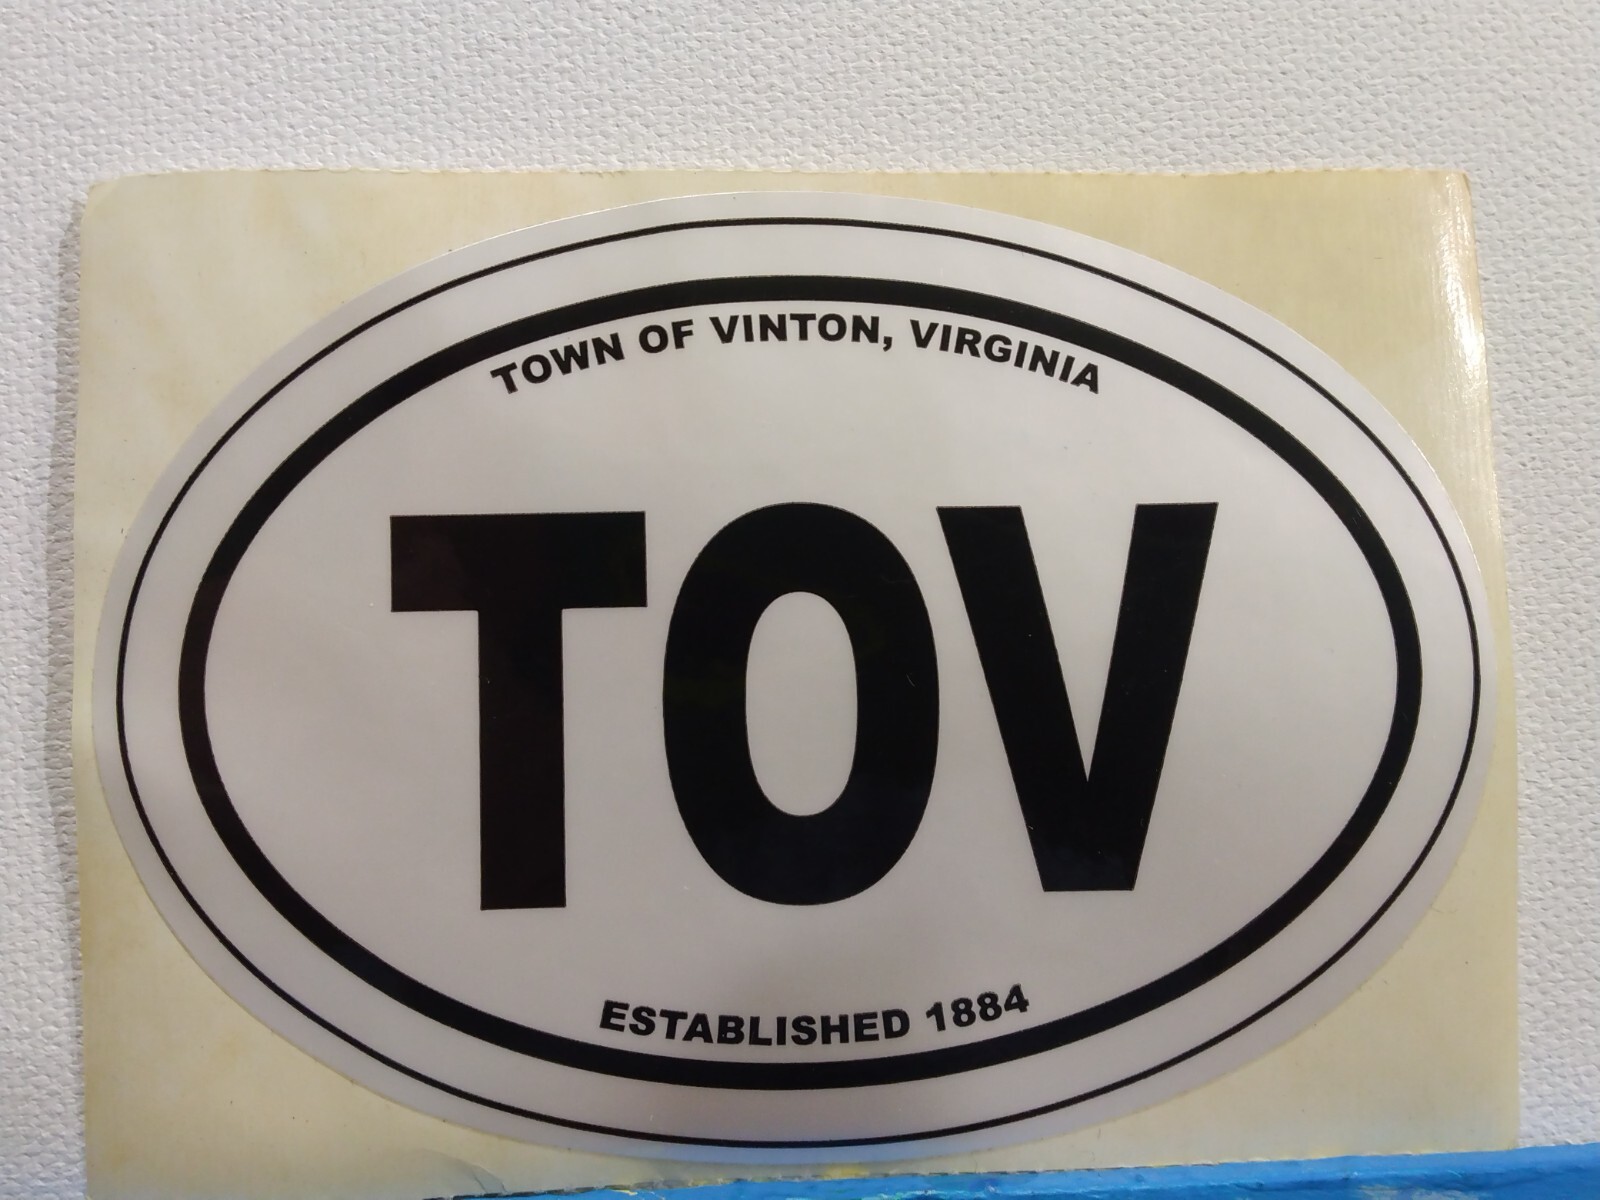 TOWN OF VINTON, VIRGINIA
TOV
ESTABLISHED 1884